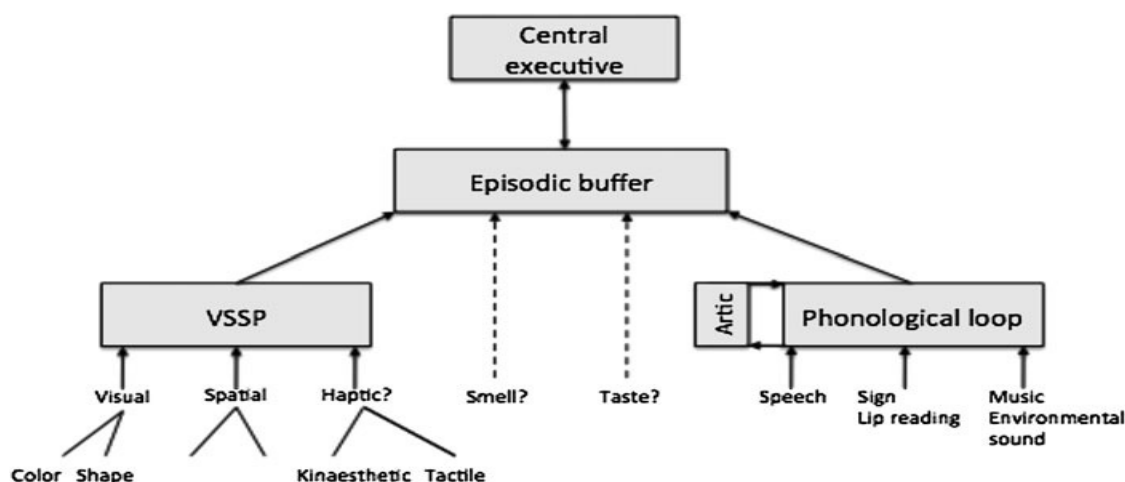 Central
executive
Episodic buffer
VSSP
Artic
Phonological loop
Visual
Spatial
Haptic?
Smell?
Taste?
Speech
Sign
Lip reading
Music
Environmental
sound
Color
Shape
Kinaesthetic
Tactile